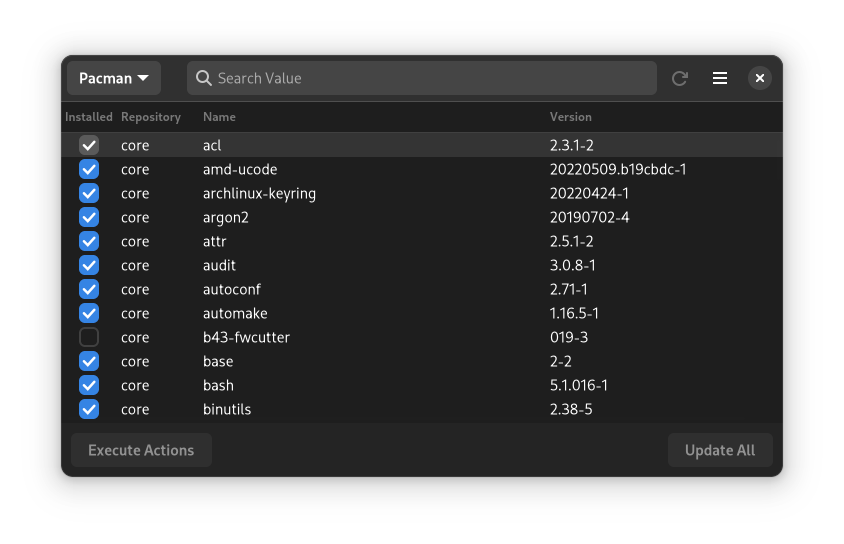 Pacman Search Value
Installed Repository Name Version
core acl 2.3.1-2
core amd-ucode 20220509.b19cbdc-1
core archlinux-keyring 20220424-1
core argon2 20190702-4
core attr 2.5.1-2
core audit 3.0.8-1
core autoconf 2.71-1
core automake 1.16.5-1
core b43-fwcutter 019-3
core base 2-2
core bash 5.1.016-1
core binutils 2.38-5
Execute Actions Update All